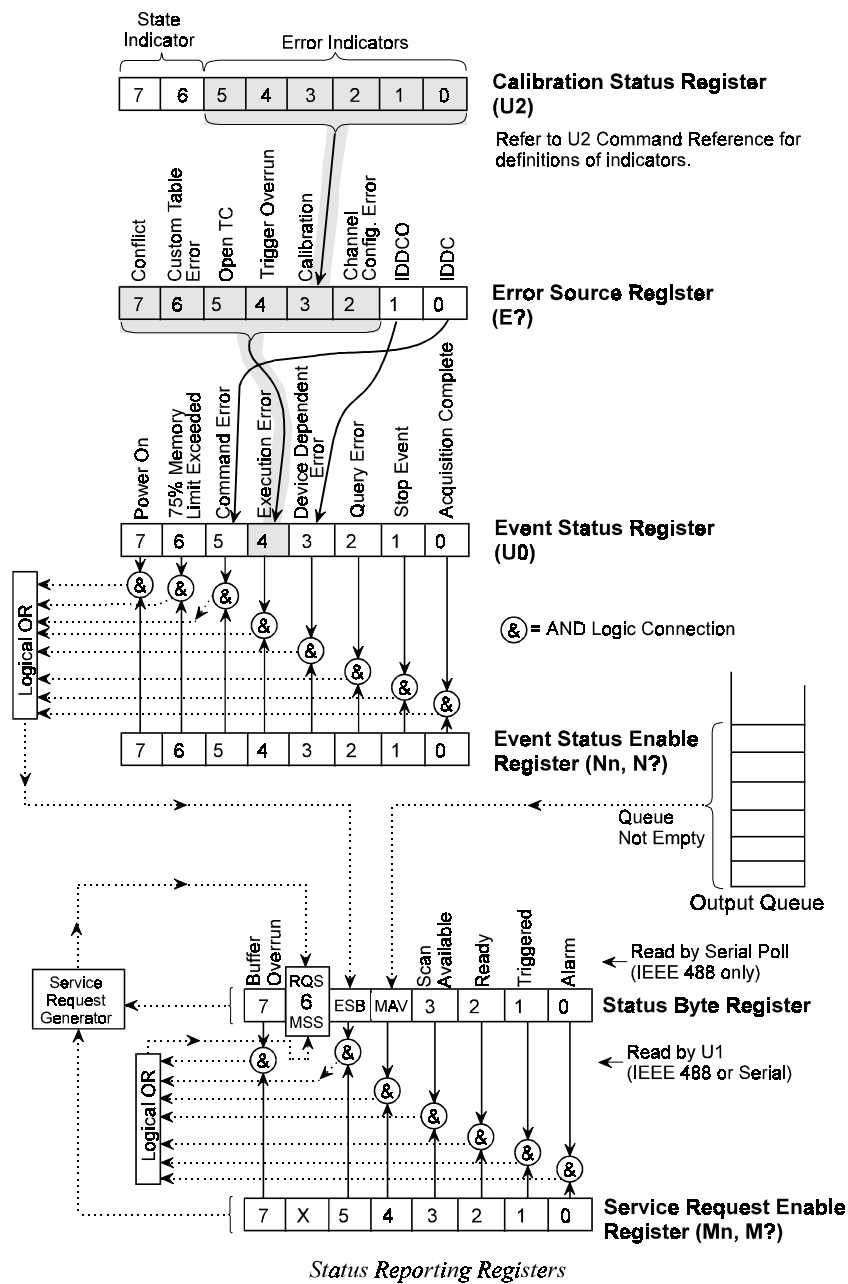 State
Indicator
Error Indicators
7 6 5 4 3 2 1 0
Calibration Status Register
(U2)
Refer to U2 Command Reference for
definitions of indicators.
Conflict
Custom Table
Error
Open TC
Trigger Overrun
Calibration
Channel
Config. Error
IDDCO
IDDC
7 6 5 4 3 2 1 0
Error Source Register
(E?)
Power On
75% Memory
Limit Exceeded
Command Error
Execution Error
Device Dependent
Error
Query Error
Stop Event
Acquisition Complete
7 6 5 4 3 2 1 0
Event Status Register
(U0)
Logical OR
& & & & & & & &
& = AND Logic Connection
7 6 5 4 3 2 1 0
Event Status Enable
Register (Nn, N?)
Queue
Not Empty
Output Queue
Buffer
Overrun
Scan
Available
Ready
Triggered
Alarm
Read by Serial Poll
(IEEE 488 only)
Service
Request
Generator
RQS
7 6 ESB MAV 3 2 1 0
MSS
Status Byte Register
Read by U1
(IEEE 488 or Serial)
Logical OR
& & & & & & &
7 X 5 4 3 2 1 0
Service Request Enable
Register (Mn, M?)
Status Reporting Registers